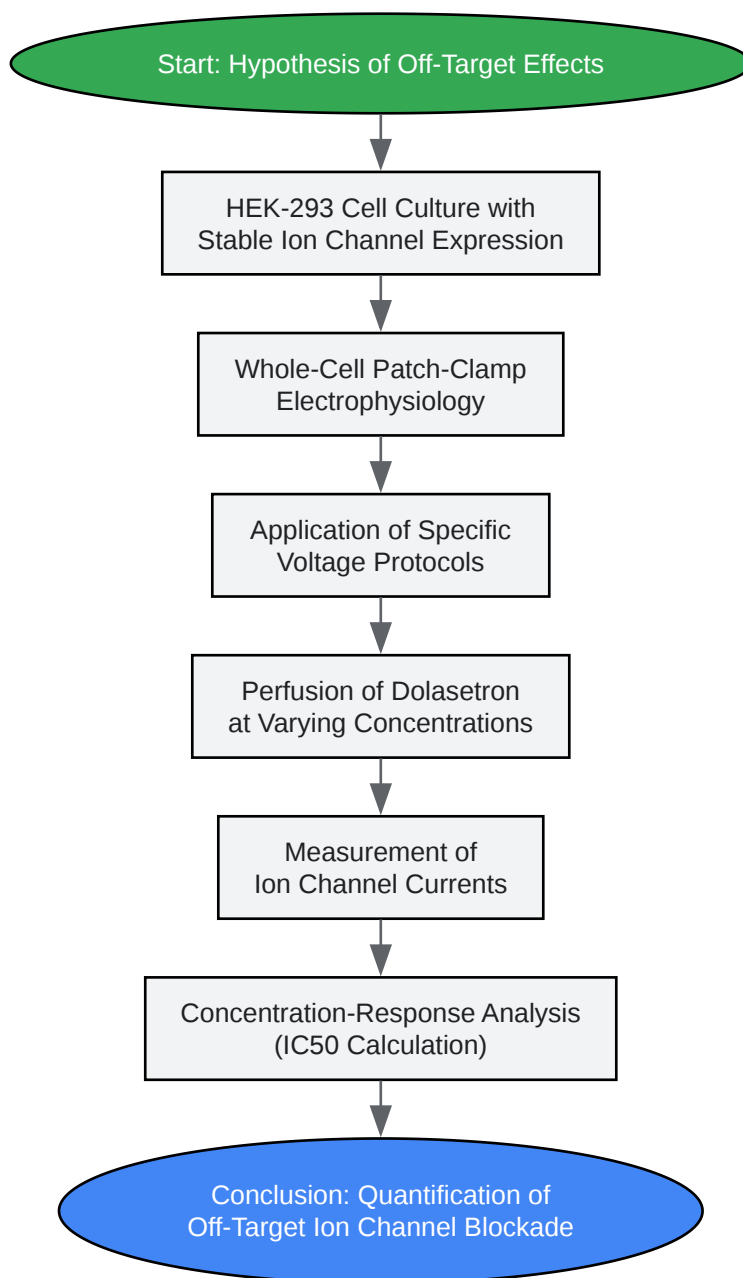 Start: Hypothesis of Off-Target Effects
HEK-293 Cell Culture with
Stable Ion Channel Expression
Whole-Cell Patch-Clamp
Electrophysiology
Application of Specific
Voltage Protocols
Perfusion of Dolasetron
at Varying Concentrations
Measurement of
Ion Channel Currents
Concentration-Response Analysis
(IC50 Calculation)
Conclusion: Quantification of
Off-Target Ion Channel Blockade